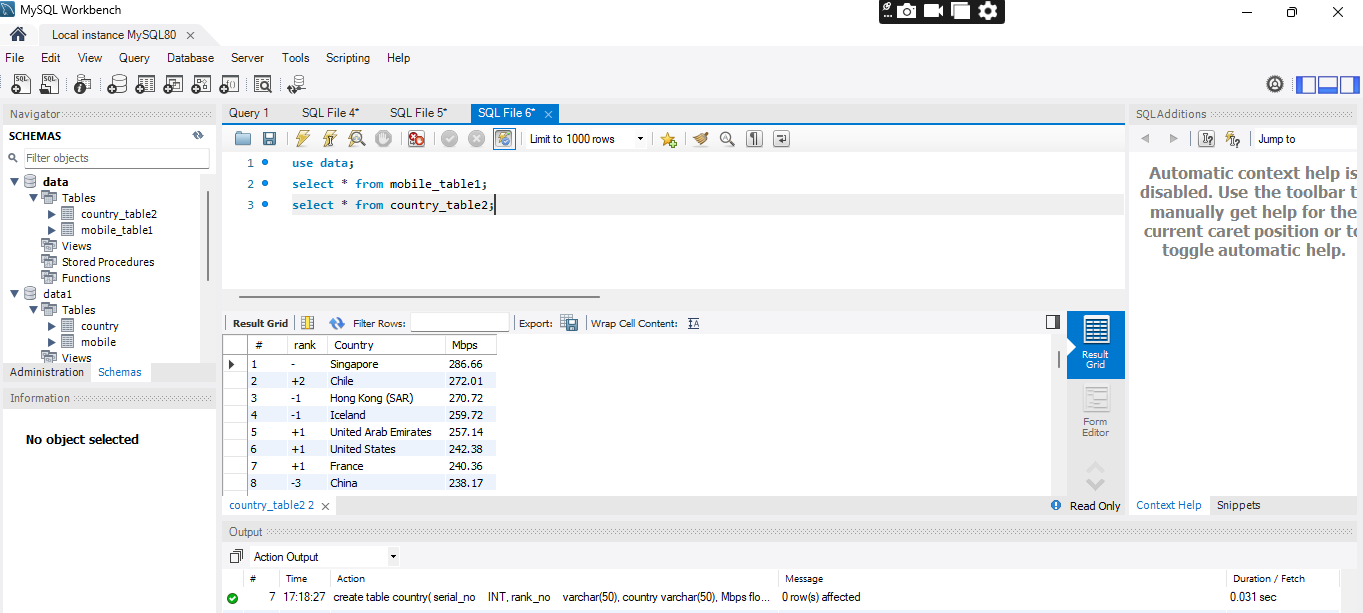 MySQL Workbench
Local instance MySQL80
File Edit View Query Database Server Tools Scripting Help
Navigator
SCHEMAS
Filter objects
data
Tables
country_table2
mobile_table1
Views
Stored Procedures
Functions
data1
Tables
country
mobile
Views
Administration Schemas
Information
No object selected
Query 1 SQL File 4* SQL File 5* SQL File 6*
Limit to 1000 rows
1 use data;
2 select * from mobile_table1;
3 select * from country_table2;
Result Grid Filter Rows: Export: Wrap Cell Content:
# rank Country Mbps
1 - Singapore 286.66
2 +2 Chile 272.01
3 -1 Hong Kong (SAR) 270.72
4 -1 Iceland 259.72
5 +1 United Arab Emirates 257.14
6 +1 United States 242.38
7 +1 France 240.36
8 -3 China 238.17
Result
Grid
Form
Editor
country_table2 2
Read Only
SQLAdditions
Jump to
Automatic context help is
disabled. Use the toolbar t
manually get help for the
current caret position or to
toggle automatic help.
Context Help Snippets
Output
Action Output
# Time Action Message Duration / Fetch
7 17:18:27 create table country( serial_no INT, rank_no varchar(50), country varchar(50), Mbps flo... 0 row(s) affected 0.031 sec